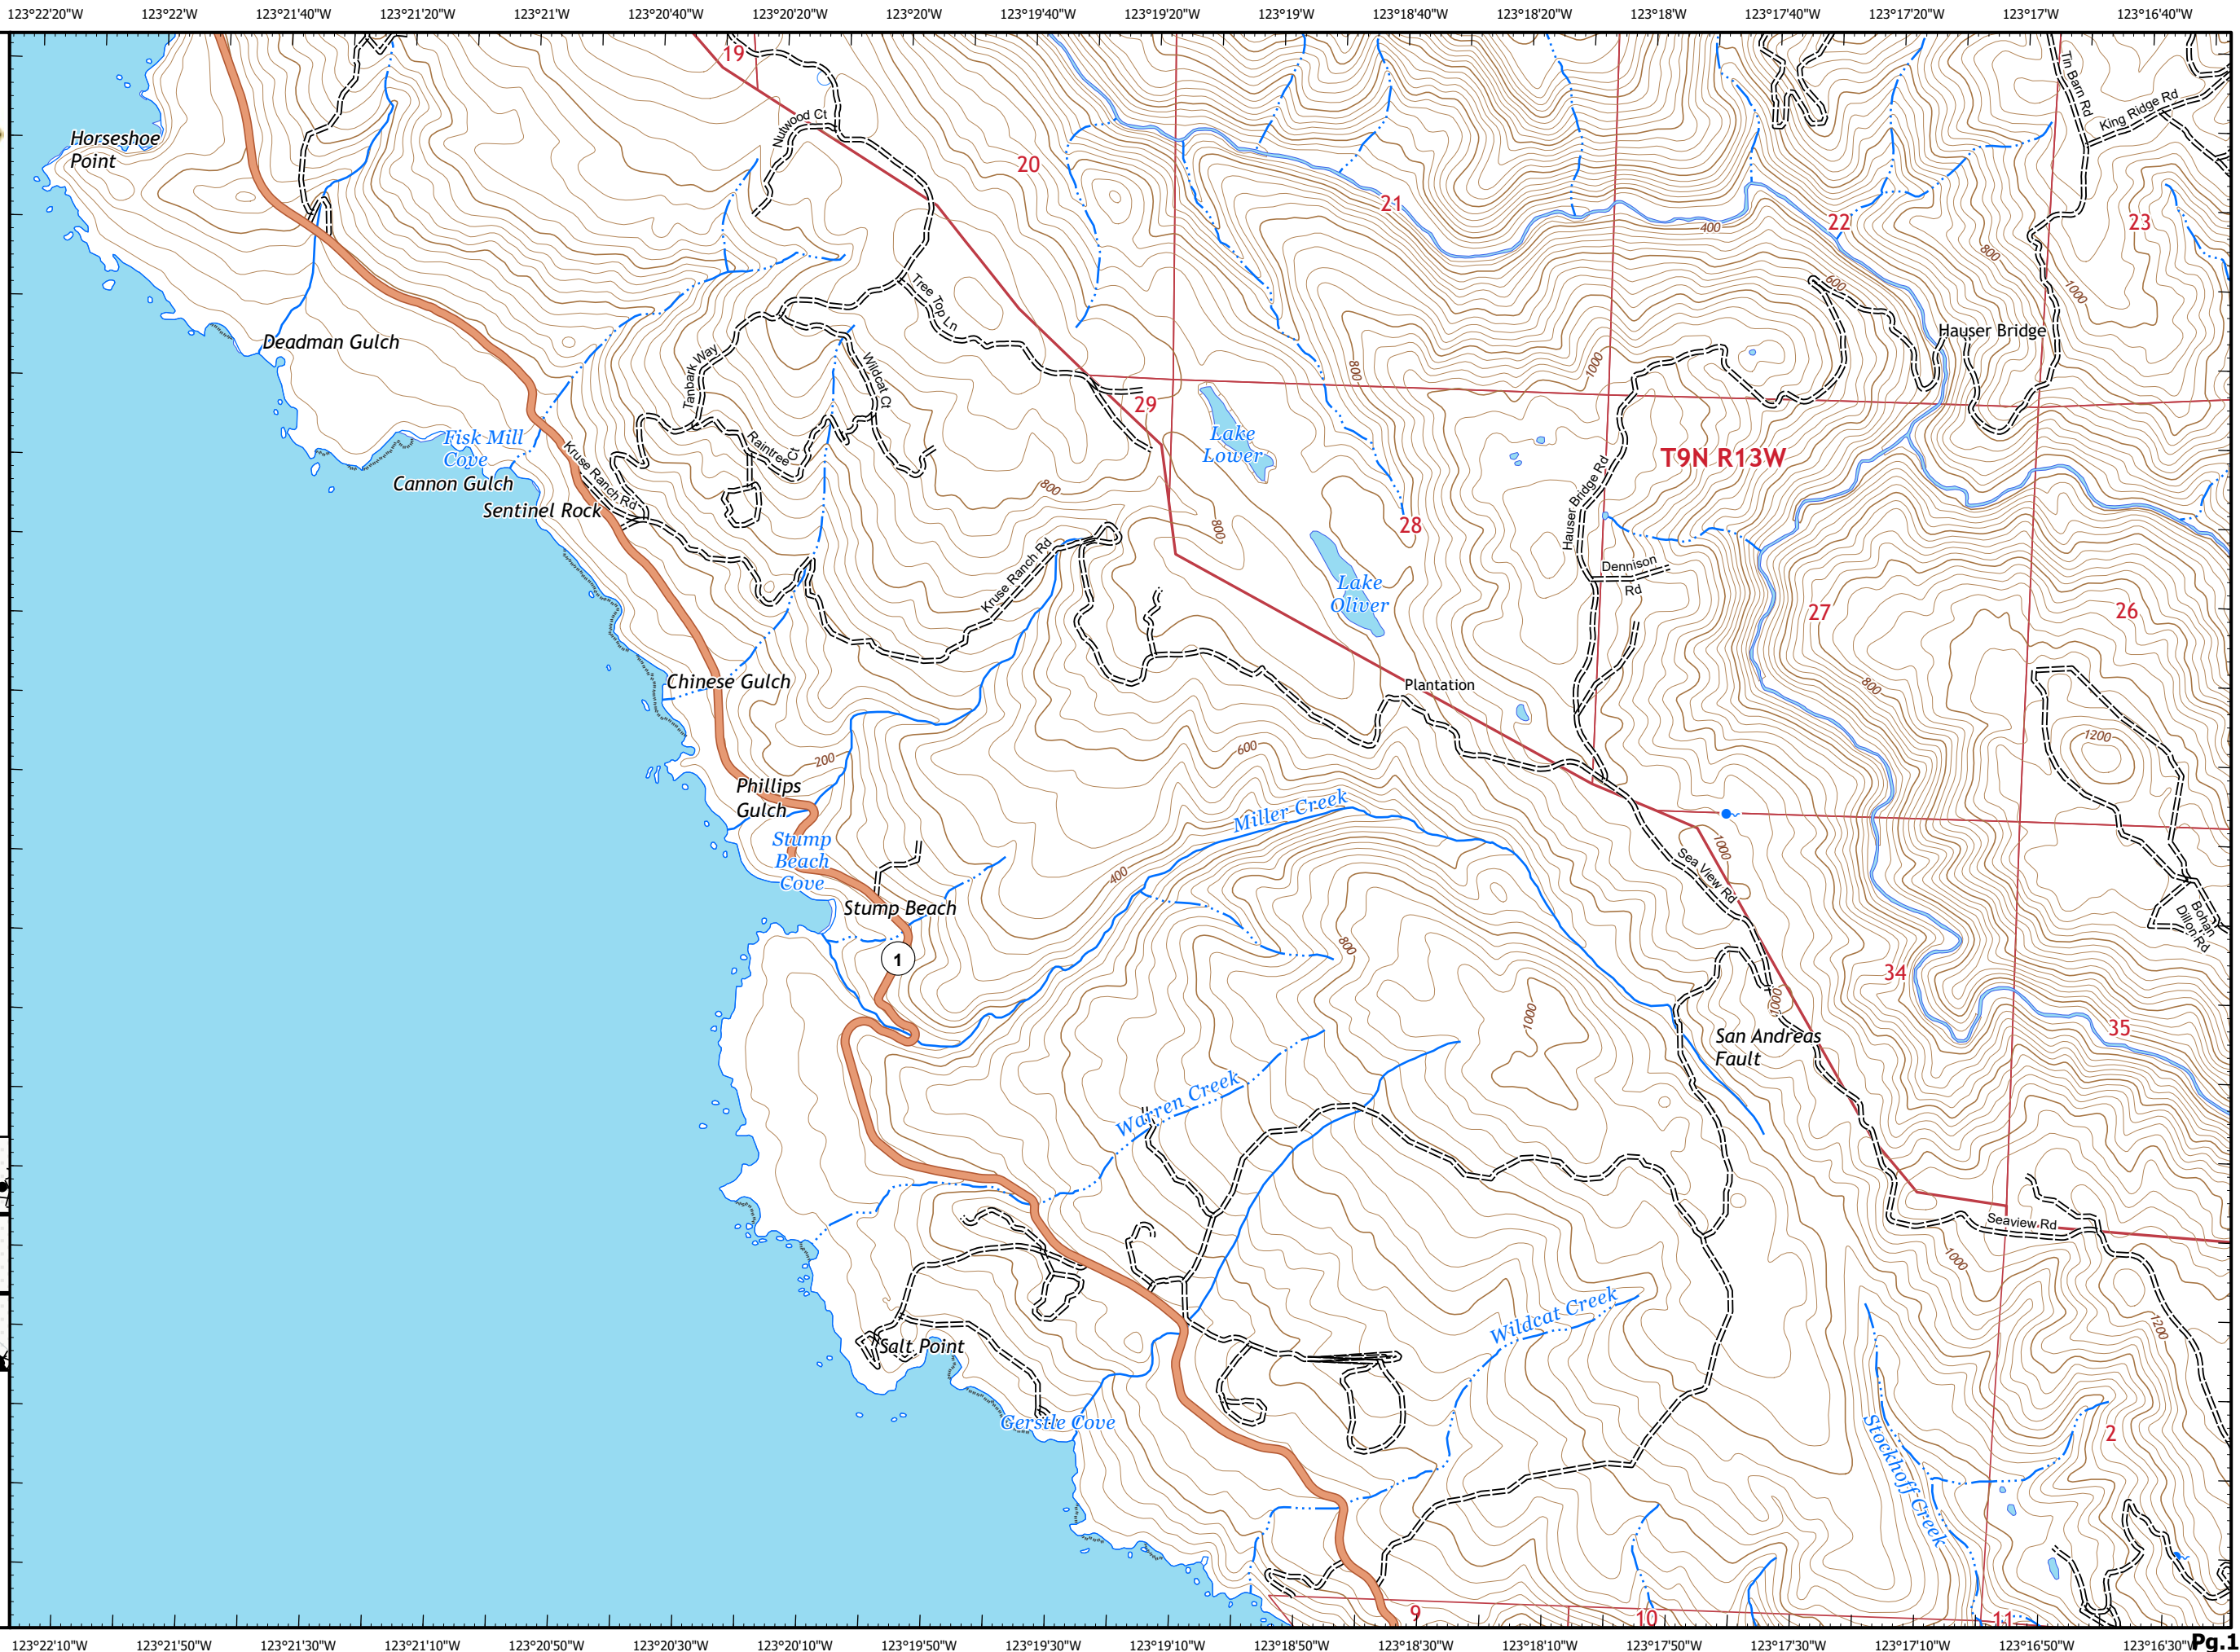 123°22'20"W 123°22'W 123°21'40"W 123°21'20"W 123°21'W 123°20'40"W 123°20'20"W 123°20'W 123°19'40"W 123°19'20"W 123°19'W 123°18'40"W 123°18'20"W 123°18'W 123°17'40"W 123°17'20"W 123°17'W 123°16'40"W
19
Tin Barn Rd
King Ridge Rd
Nutwood Ct
Horseshoe
Point
20
21
22
23
400
800
600
1000
Tree Top Ln
Hauser Bridge
Deadman Gulch
Tanbark Way
Wildcat Ct
800
1000
29
Lake
Lower
Fisk Mill
Cove
Kruse Ranch Rd
Raintree Ct
T9N R13W
Cannon Gulch
Sentinel Rock
800
800
Hauser Bridge Rd
28
Kruse Ranch Rd
Dennison
Rd
Lake
Oliver
27
26
Chinese Gulch
Plantation
800
200
600
1200
Phillips
Gulch
Miller Creek
Stump
Beach
Cove
400
1000
Sea View Rd
Stump Beach
Bohan
Dillon Rd
1
800
34
1000
1000
35
San Andreas
Fault
Warren Creek
Seaview Rd
1000
Wildcat Creek
1200
Salt Point
Gerstle Cove
Stockhoff Creek
2
9
10
11
123°22'10"W 123°21'50"W 123°21'30"W 123°21'10"W 123°20'50"W 123°20'30"W 123°20'10"W 123°19'50"W 123°19'30"W 123°19'10"W 123°18'50"W 123°18'30"W 123°18'10"W 123°17'50"W 123°17'30"W 123°17'10"W 123°16'50"W 123°16'30"W